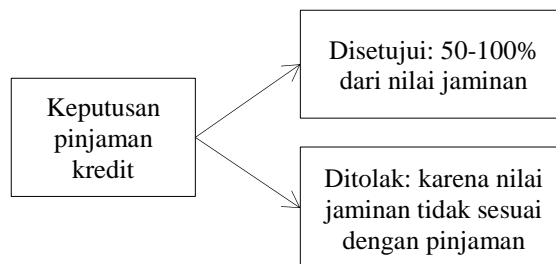 Keputusan
pinjaman
kredit
Disetujui: 50-100%
dari nilai jaminan
Ditolak: karena nilai
jaminan tidak sesuai
dengan pinjaman